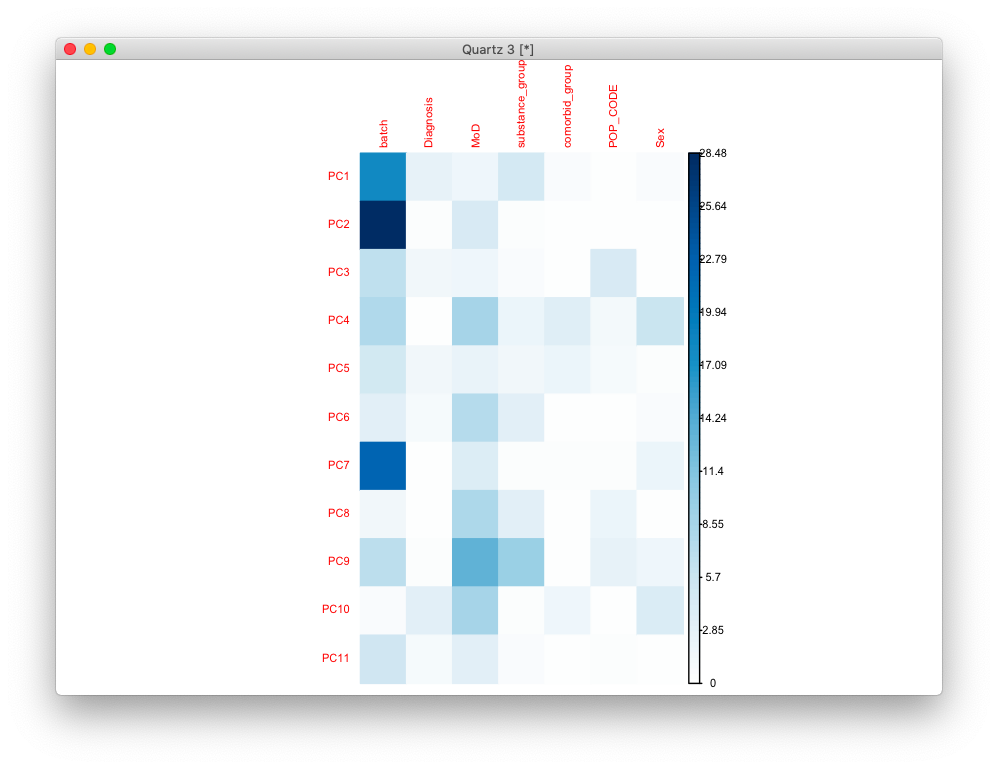 Quartz 3 [*]
batch
Diagnosis
MoD
substance_group
comorbid_group
POP_CODE
Sex
PC1
PC2
PC3
PC4
PC5
PC6
PC7
PC8
PC9
PC10
PC11
28.48
25.64
22.79
19.94
17.09
14.24
11.4
8.55
5.7
2.85
0